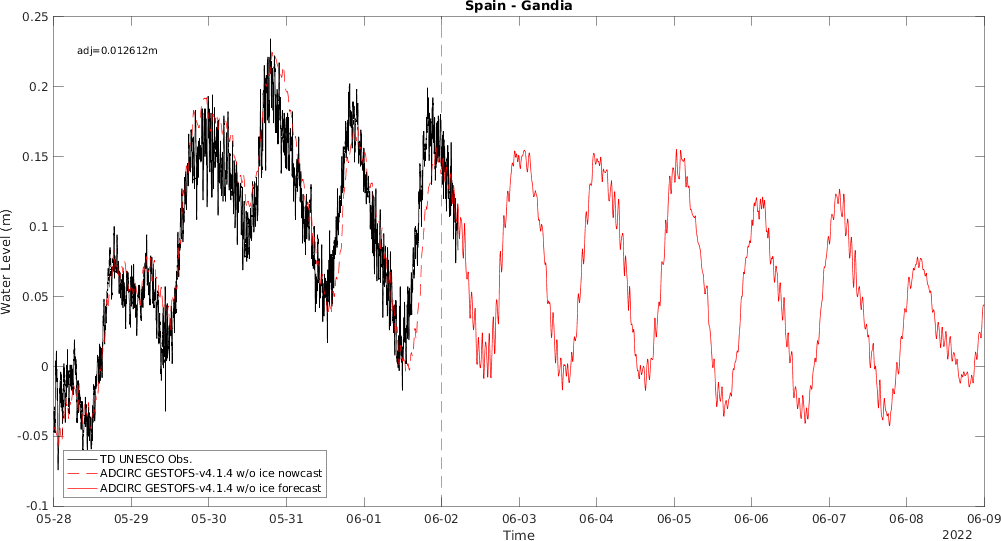 Spain - Gandia
adj=0.012612m
0.25
0.2
0.15
0.1
0.05
0
-0.05
-0.1
Water Level (m)
TD UNESCO Obs.
ADCIRC GESTOFS-v4.1.4 w/o ice nowcast
ADCIRC GESTOFS-v4.1.4 w/o ice forecast
05-28 05-29 05-30 05-31 06-01 06-02 06-03 06-04 06-05 06-06 06-07 06-08 06-09
Time
2022